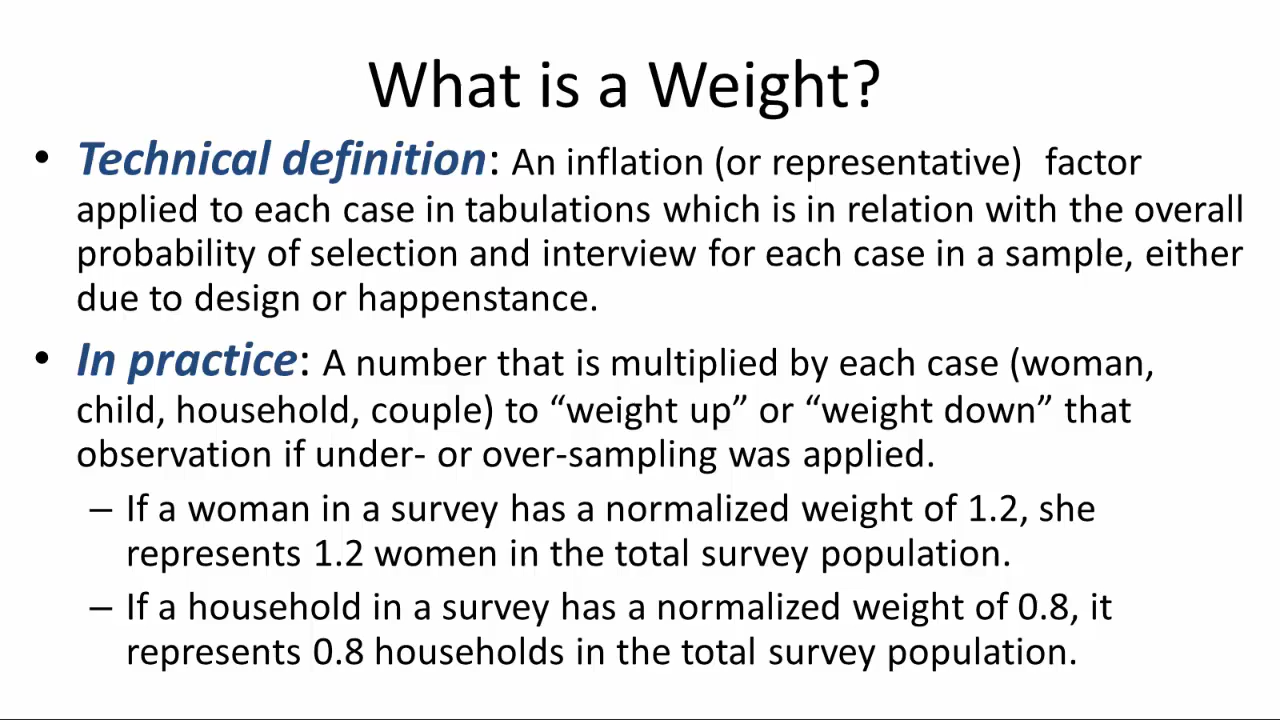 What is a Weight?
• Technical definition: An inflation (or representative) factor
applied to each case in tabulations which is in relation with the overall
probability of selection and interview for each case in a sample, either
due to design or happenstance.
• In practice: A number that is multiplied by each case (woman,
child, household, couple) to “weight up” or “weight down” that
observation if under- or over-sampling was applied.
– If a woman in a survey has a normalized weight of 1.2, she
represents 1.2 women in the total survey population.
– If a household in a survey has a normalized weight of 0.8, it
represents 0.8 households in the total survey population.